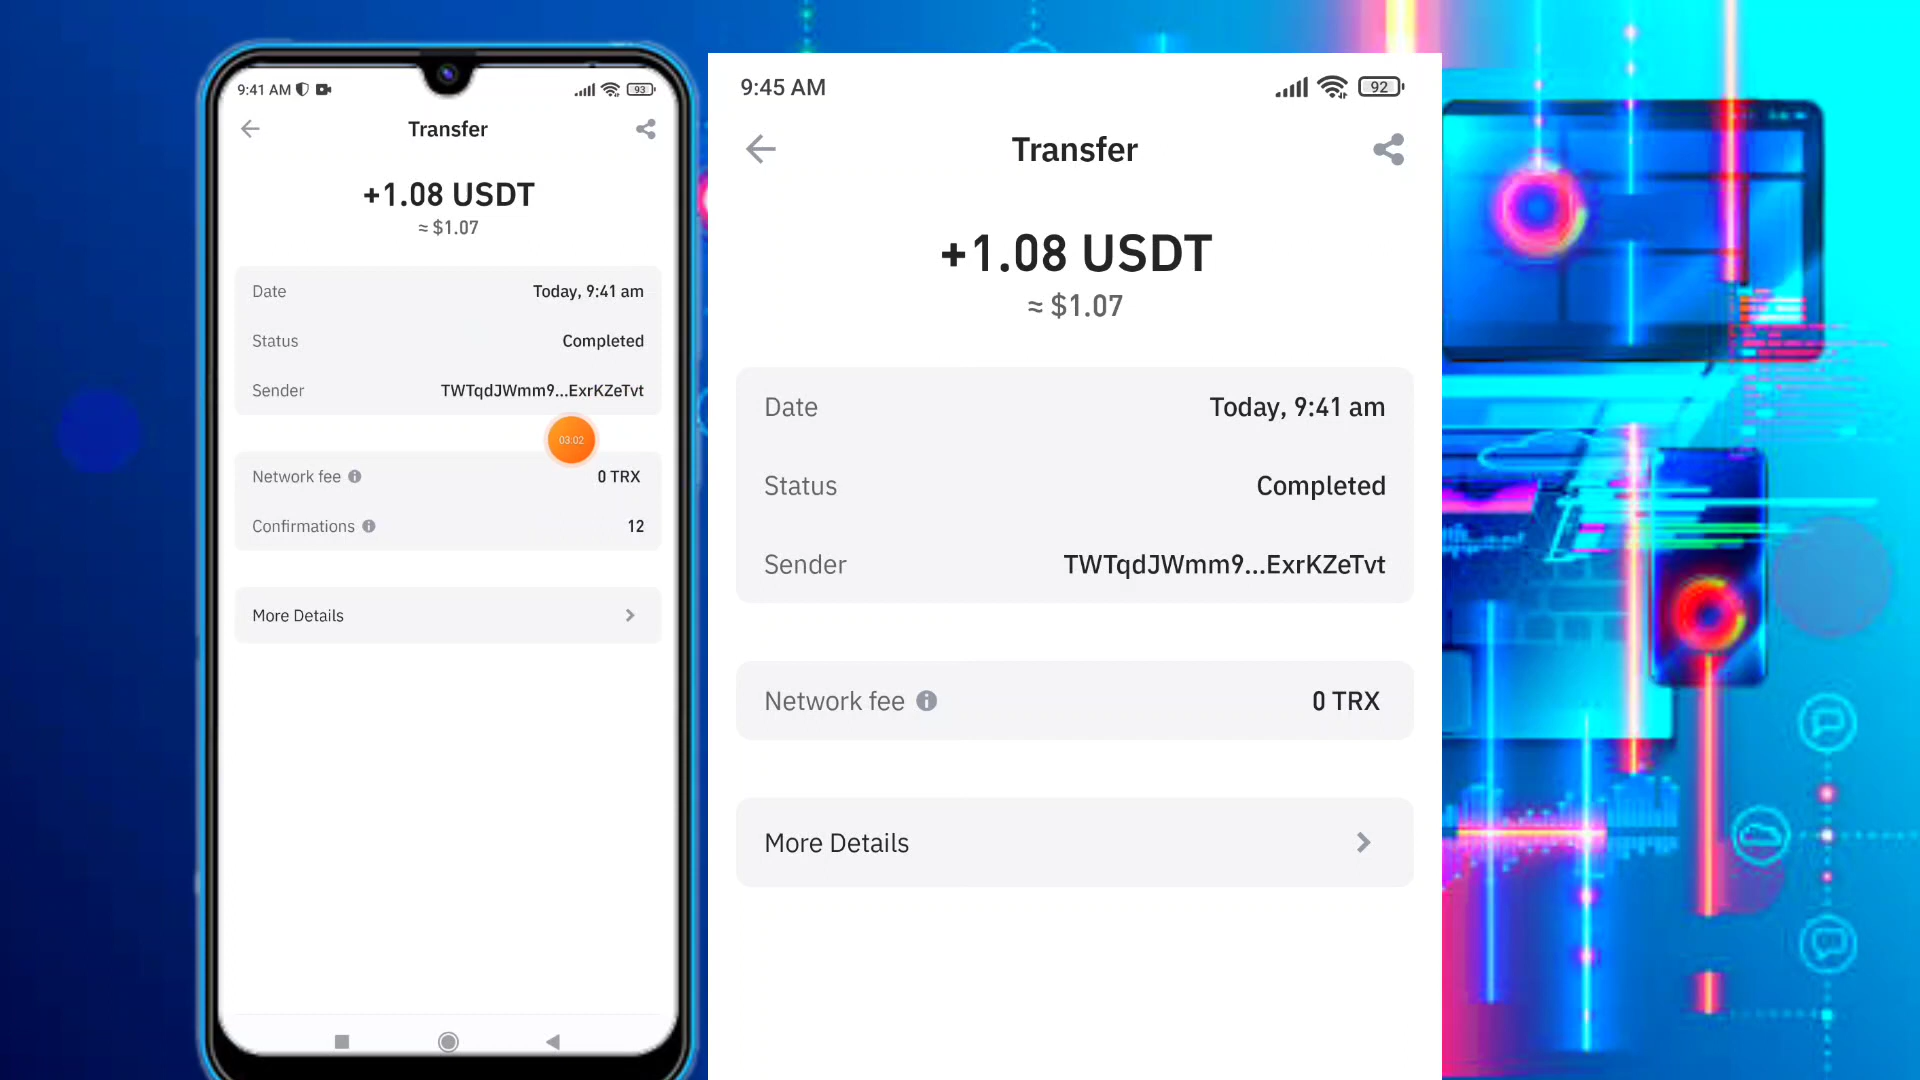 9:41 AM
93
Transfer
+1.08 USDT
≈ $1.07
Date Today, 9:41 am
Status Completed
Sender TWTqdJWmm9...ExrKZeTvt
03:02
Network fee 0 TRX
Confirmations 12
More Details
9:45 AM
92
Transfer
+1.08 USDT
≈ $1.07
Date Today, 9:41 am
Status Completed
Sender TWTqdJWmm9...ExrKZeTvt
Network fee 0 TRX
More Details